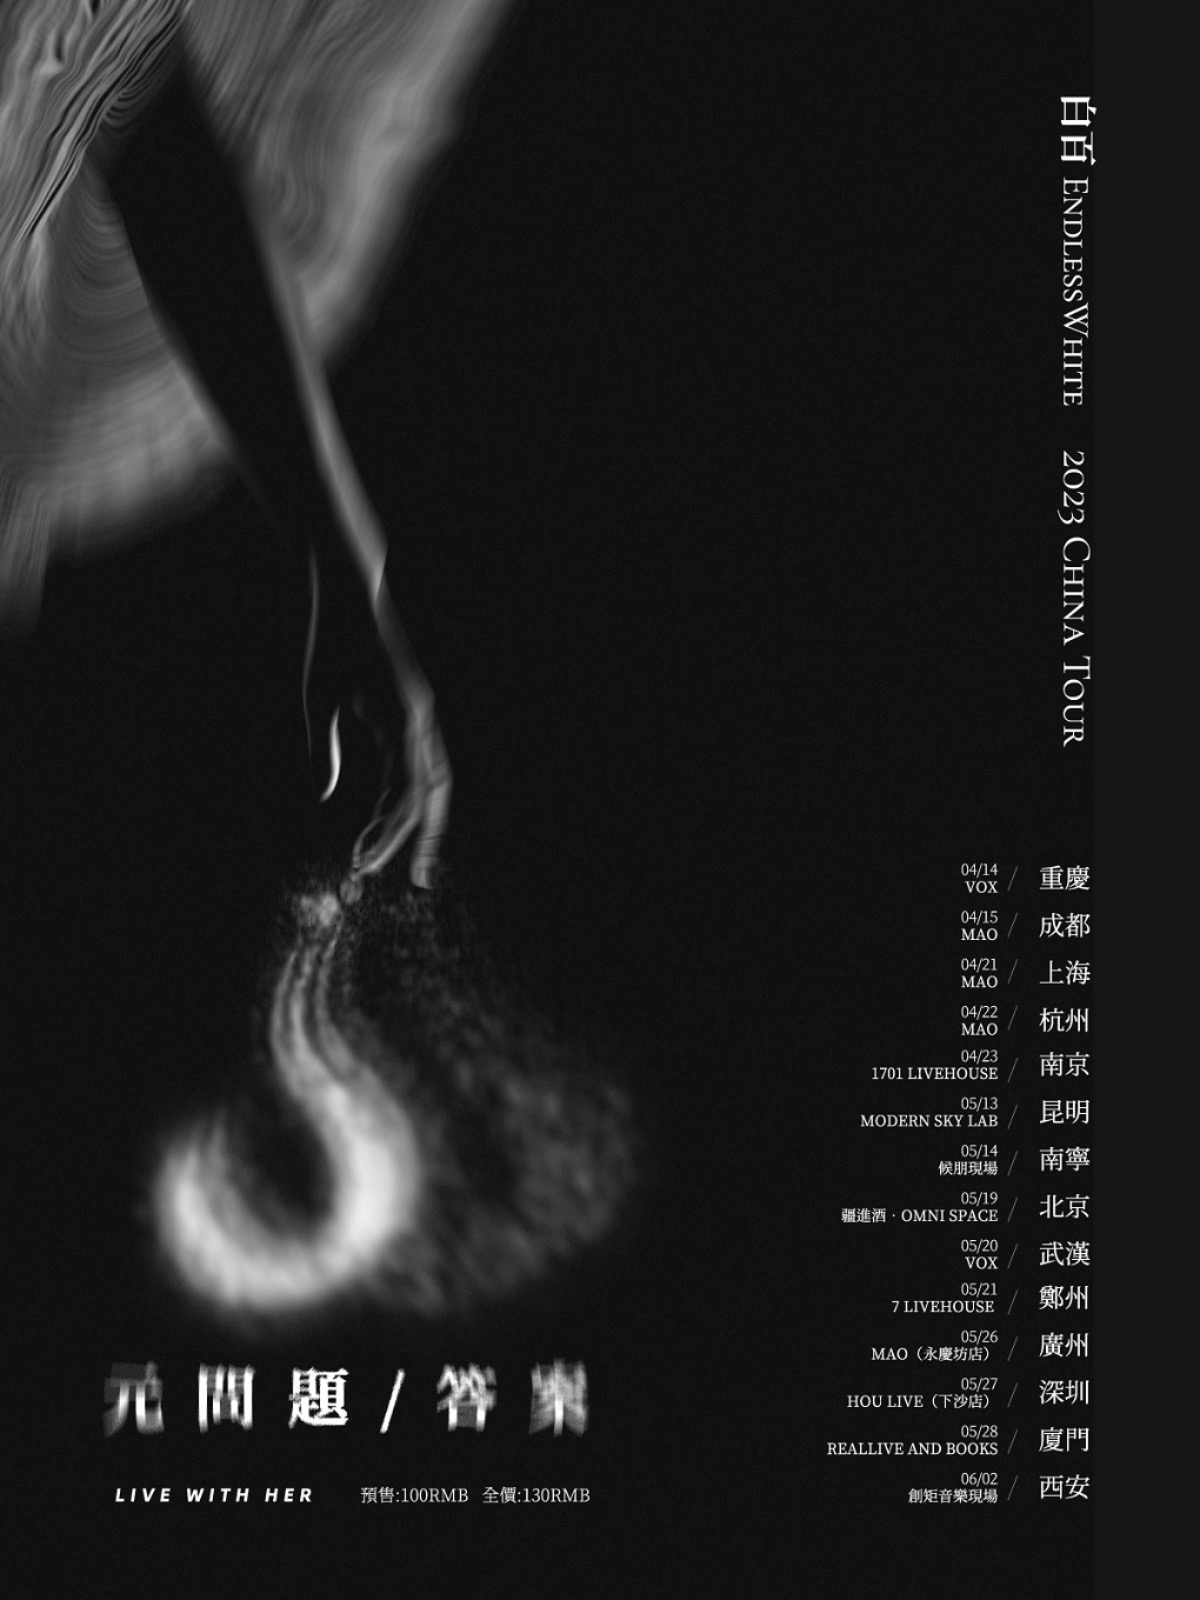 白百 ENDLESSWHITE 2023 CHINA TOUR
04/14
VOX / 重慶
04/15
MAO / 成都
04/21
MAO / 上海
04/22
MAO / 杭州
04/23
1701 LIVEHOUSE / 南京
05/13
MODERN SKY LAB / 昆明
05/14
候朋現場 / 南寧
05/19
疆進酒 · OMNI SPACE / 北京
05/20
VOX / 武漢
05/21
7 LIVEHOUSE / 鄭州
05/26
MAO（永慶坊店） / 廣州
05/27
HOU LIVE（下沙店） / 深圳
05/28
REALLIVE AND BOOKS / 廈門
06/02
創矩音樂現場 / 西安
元問題/答案
LIVE WITH HER 預售:100RMB 全價:130RMB